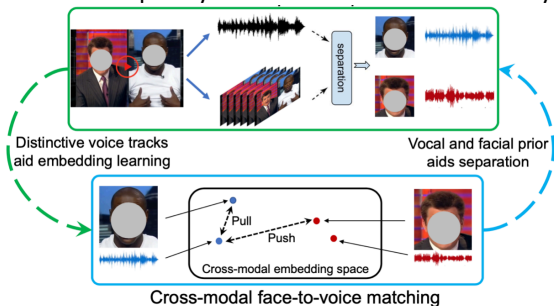 separation
Distinctive voice tracks
aid embedding learning
Vocal and facial prior
aids separation
Pull
Push
Cross-modal embedding space
Cross-modal face-to-voice matching